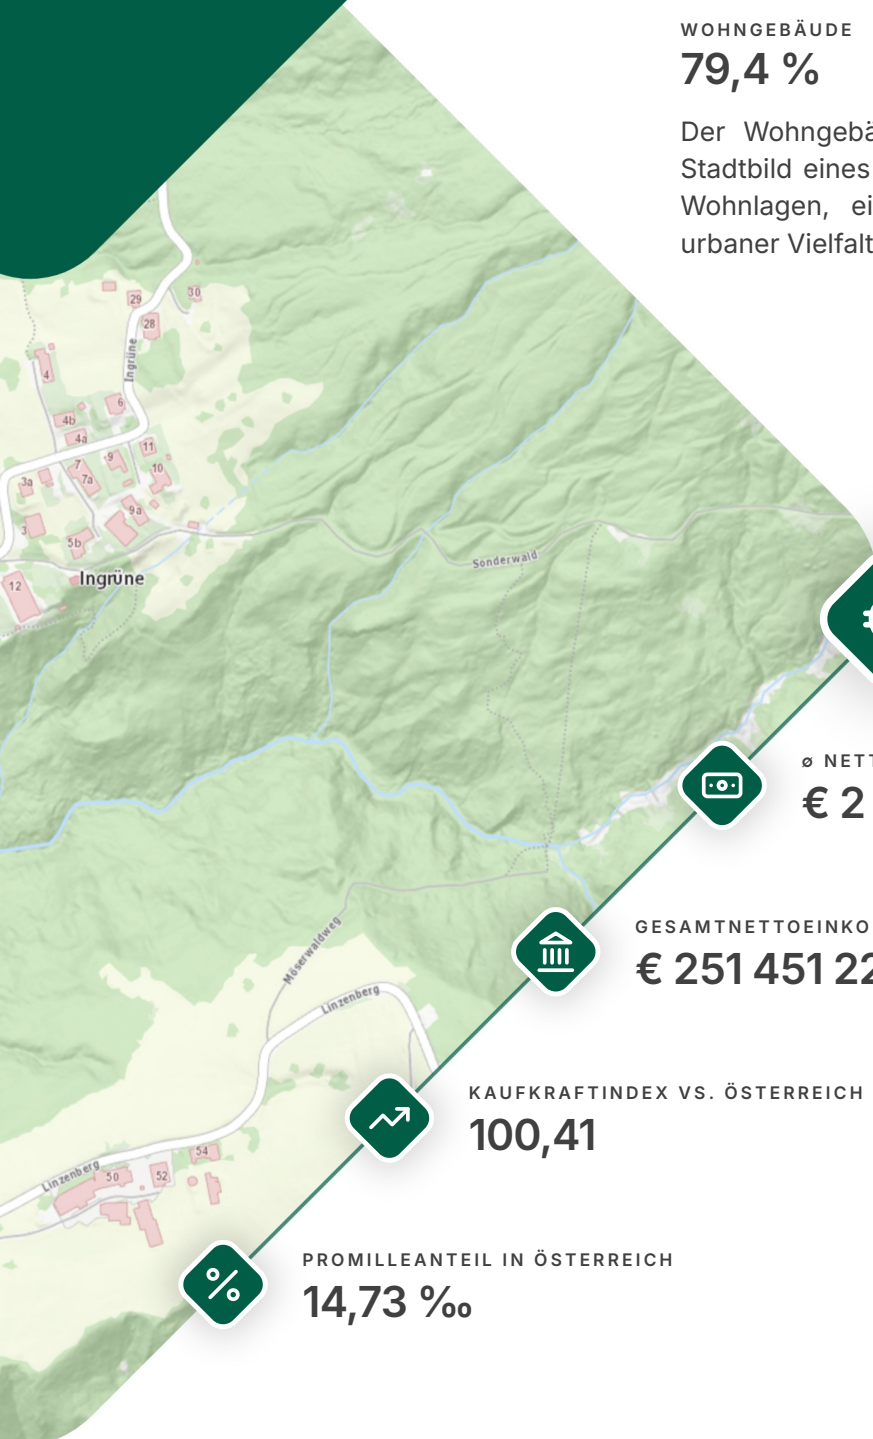 WOHNGEBÄUDE
79,4 %
Der Wohngebä
Stadtbild eines
Wohnlagen, ei
urbaner Vielfalt
29
30
28
Ingrüne
4
6
4b
4a
11
7
9
10
3a
7a
9a
3
5b
Sonderwald
12
Ingrüne
ø NETT
€ 2
Möserwaldweg
GESAMTNETTOEINKO
€ 251 451 22
Linzenberg
KAUFKRAFTINDEX VS. ÖSTERREICH
100,41
54
Linzenberg
50
52
PROMILLEANTEIL IN ÖSTERREICH
14,73 ‰